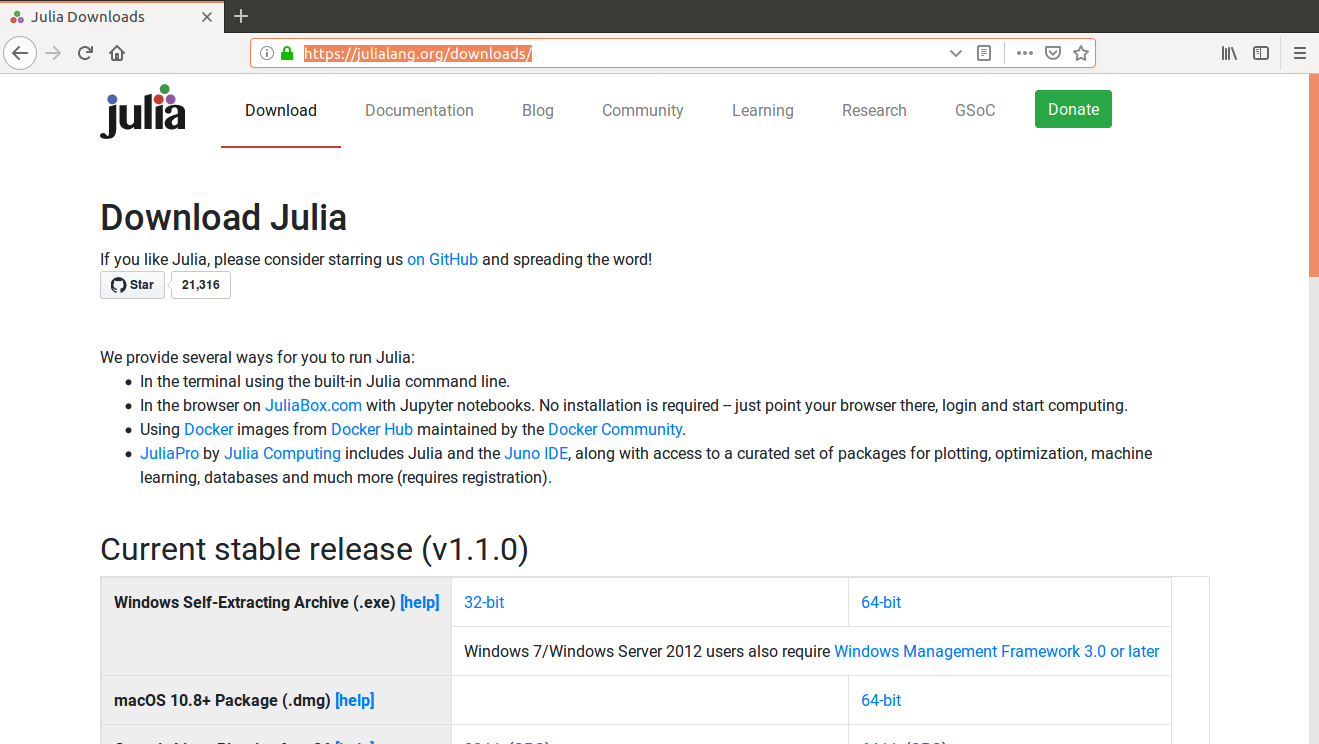 Julia Downloads
https://julialang.org/downloads/
julia
Download Documentation Blog Community Learning Research GSoC Donate
Download Julia
If you like Julia, please consider starring us on GitHub and spreading the word!
Star 21,316
We provide several ways for you to run Julia:
• In the terminal using the built-in Julia command line.
• In the browser on JuliaBox.com with Jupyter notebooks. No installation is required – just point your browser there, login and start computing.
• Using Docker images from Docker Hub maintained by the Docker Community.
• JuliaPro by Julia Computing includes Julia and the Juno IDE, along with access to a curated set of packages for plotting, optimization, machine
learning, databases and much more (requires registration).
Current stable release (v1.1.0)
Windows Self-Extracting Archive (.exe) [help] 32-bit 64-bit
Windows 7/Windows Server 2012 users also require Windows Management Framework 3.0 or later
macOS 10.8+ Package (.dmg) [help] 64-bit